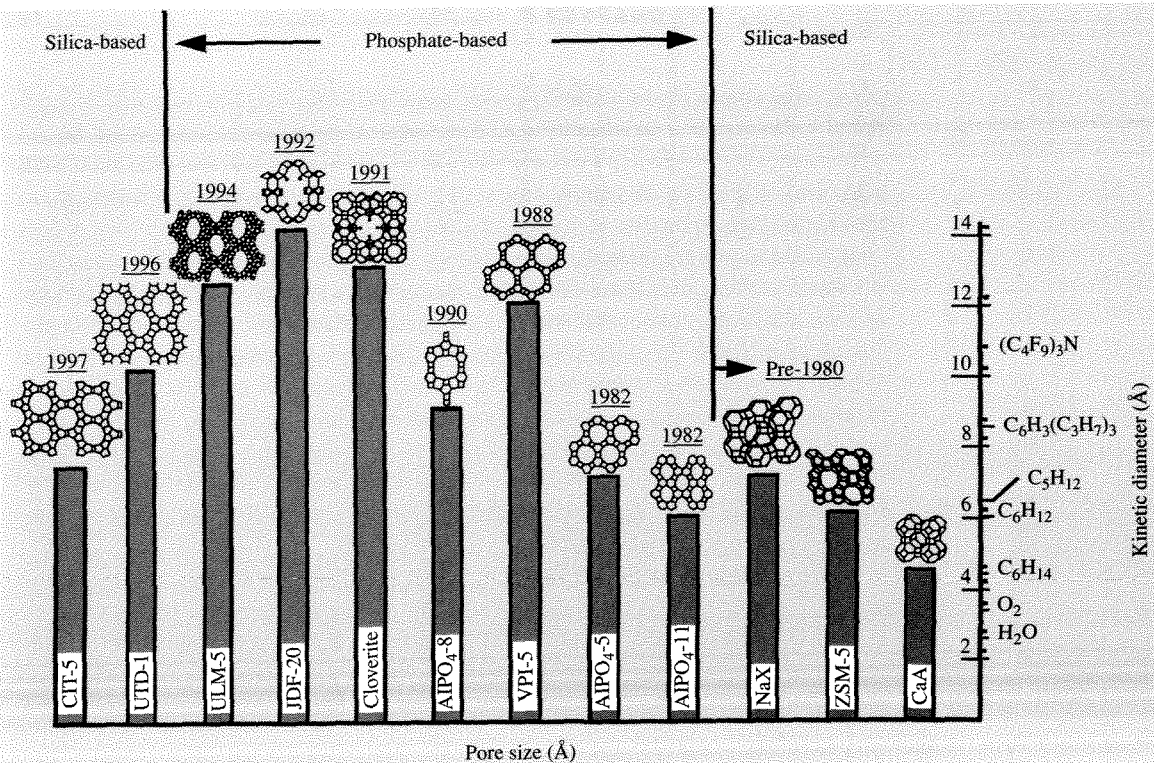 Silica-based
Phosphate-based
Silica-based
1997
1996
1994
1992
1991
1990
1988
1982
1982
Pre-1980
CIT-5
UTD-1
ULM-5
JDF-20
Cloverite
AlPO₄-8
VPI-5
AlPO₄-5
AlPO₄-11
NaX
ZSM-5
CaA
14
12
10
8
6
4
2
(C₄F₉)₃N
C₆H₃(C₃H₇)₃
C₅H₁₂
C₆H₁₂
C₆H₁₄
O₂
H₂O
Kinetic diameter (Å)
Pore size (Å)